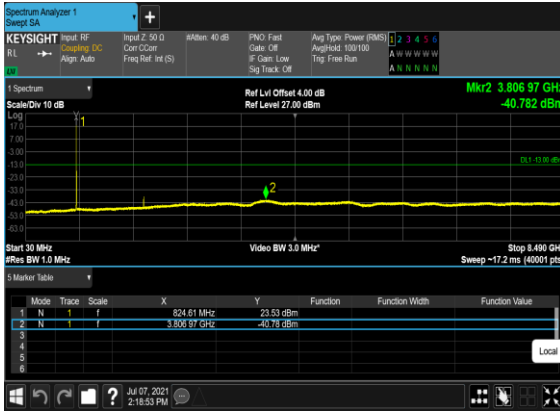 Spectrum Analyzer 1
Swept SA
+
KEYSIGHT
RL
Input: RF
Coupling: DC
Align: Auto
Input Z: 50 Ω
Corr CCorr
Freq Ref: Int (S)
#Atten: 40 dB
PNO: Fast
Gate: Off
IF Gain: Low
Sig Track: Off
Avg Type: Power (RMS)
Avg|Hold: 100/100
Trig: Free Run
1 2 3 4 5 6
A W W W W W
A N N N N N
1 Spectrum
Scale/Div 10 dB
Ref Lvl Offset 4.00 dB
Ref Level 27.00 dBm
Mkr2 3.806 97 GHz
-40.782 dBm
Log
17.0
7.00
-3.00
-13.0
-23.0
-33.0
-43.0
-53.0
-63.0
1
2
DL1 -13.00 dBm
Start 30 MHz
#Res BW 1.0 MHz
Video BW 3.0 MHz*
Stop 8.490 GH
Sweep ~17.2 ms (40001 pts
5 Marker Table
Mode Trace Scale X Y Function Function Width Function Value
1 N 1 f 824.61 MHz 23.53 dBm
2 N 1 f 3.806 97 GHz -40.78 dBm
3
4
5
6
Local
?
Jul 07, 2021
2:18:53 PM